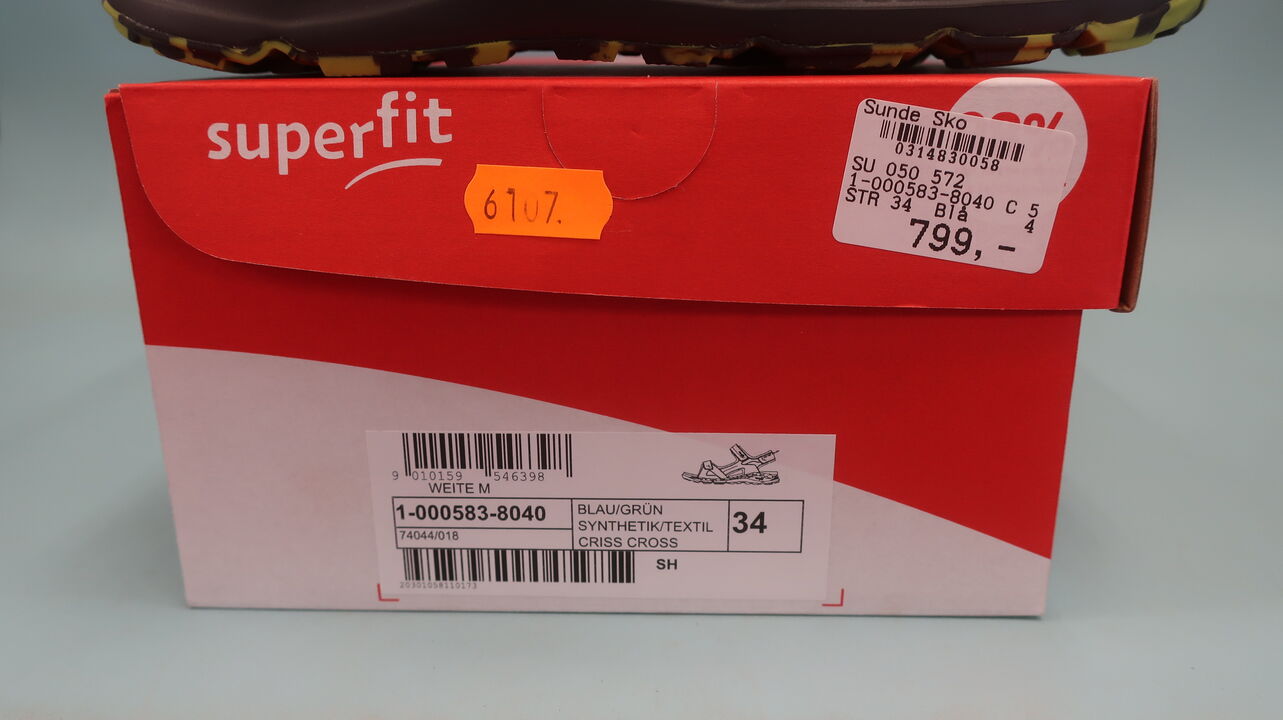 superfit
6107.
Sunde Sko
0314830058
SU 050 572
1-000583-8040 C 5
STR 34 Blå 4
799,-
9 010159 546398
WEITE M
1-000583-8040
74044/018
BLAU/GRÜN
SYNTHETIK/TEXTIL
CRISS CROSS
34
SH
20301058110173